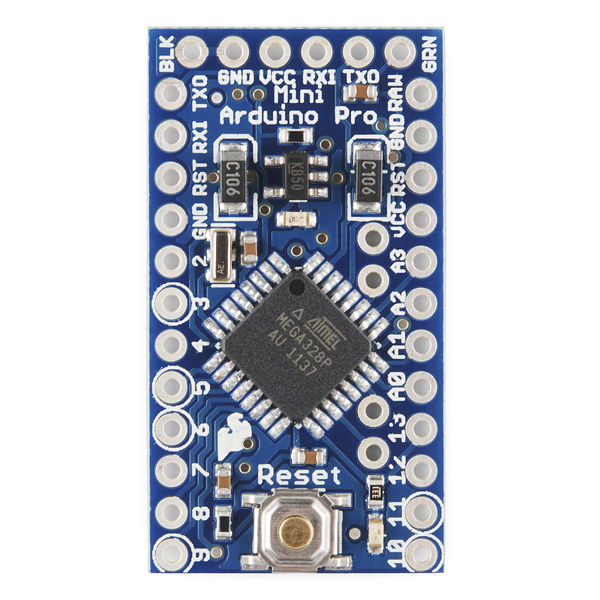 BLK GND VCC RXI TXO GRN
Mini
Arduino Pro
TXO
RXI
RST
GND
2
3
4
5
6
7
8
9
RAW
GND
RST
VCC
A3
A2
A1
A0
13
12
11
10
C106
K850
C106
ATMEL
MEGA328P
AU 1137
Reset